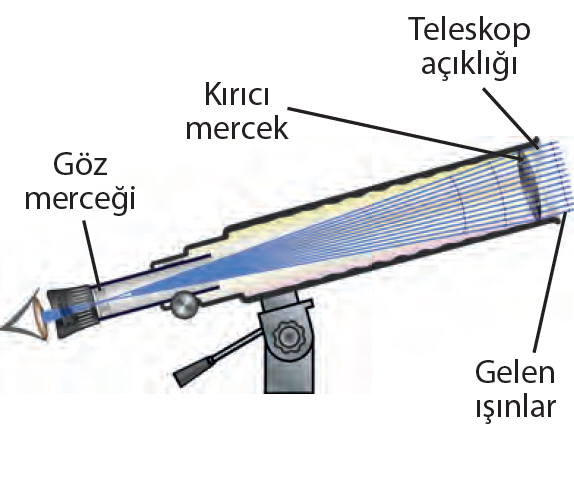 Teleskop
açıklığı
Kırıcı
mercek
Göz
merceği
Gelen
ışınlar